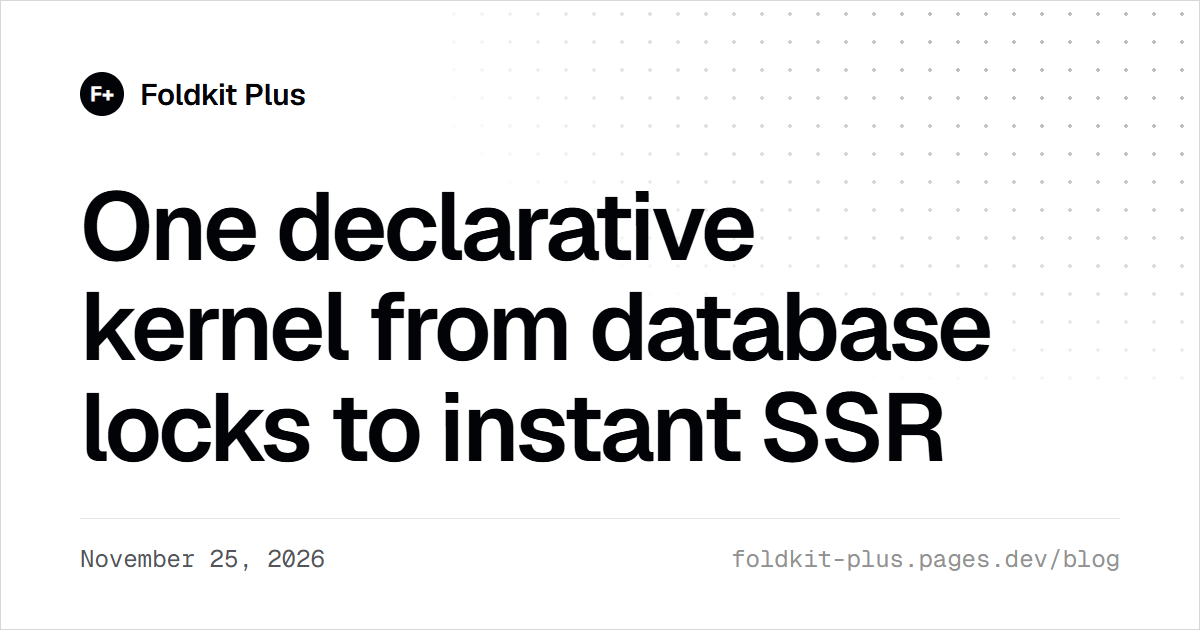 F+ Foldkit Plus
One declarative
kernel from database
locks to instant SSR
November 25, 2026
foldkit-plus.pages.dev/blog